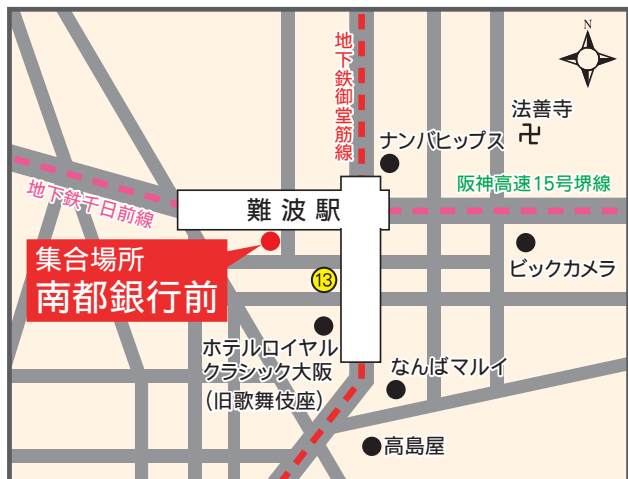 N
地下鉄御堂筋線
法善寺
卍
ナンバヒップス
阪神高速15号堺線
地下鉄千日前線
難波駅
集合場所
南都銀行前
ビックカメラ
13
ホテルロイヤル
クラシック大阪
(旧歌舞伎座)
なんばマルイ
高島屋